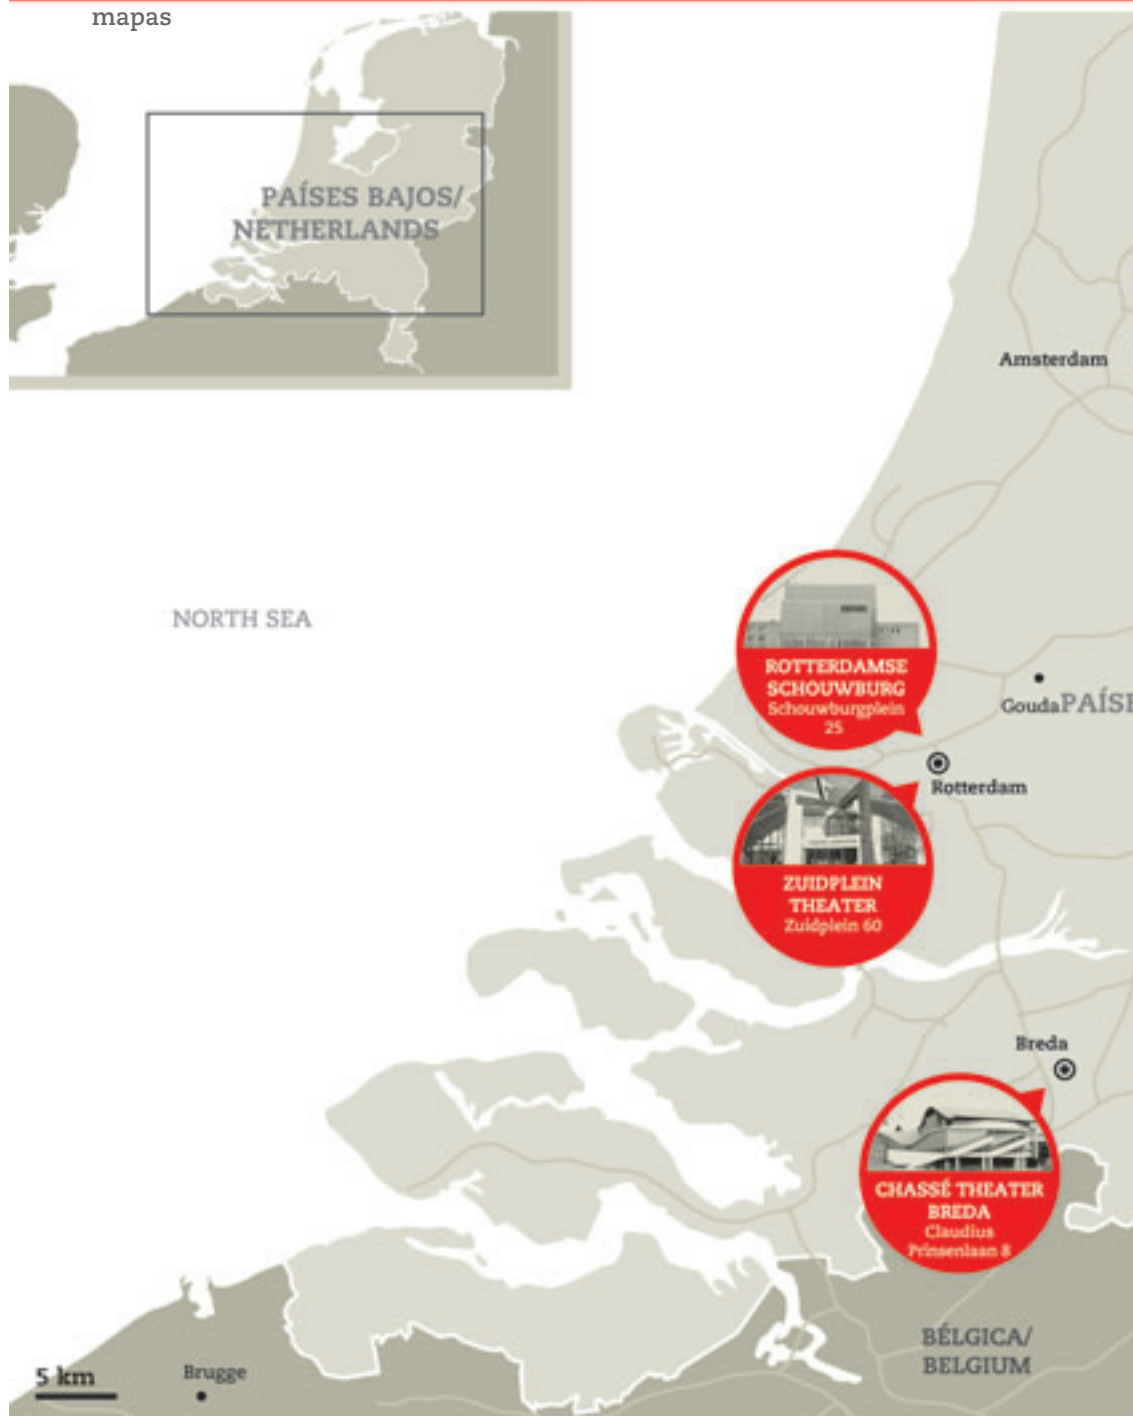 mapas
PAÍSES BAJOS/
NETHERLANDS
Amsterdam
NORTH SEA
ROTTERDAMSE
SCHOUWBURG
Schouwburgplein
25
Gouda
PAÍSE
Rotterdam
ZUIDPLEIN
THEATER
Zuidplein 60
Breda
CHASSÉ THEATER
BREDA
Claudius
Prinsenlaan 8
BÉLGICA/
BELGIUM
5 km
Brugge